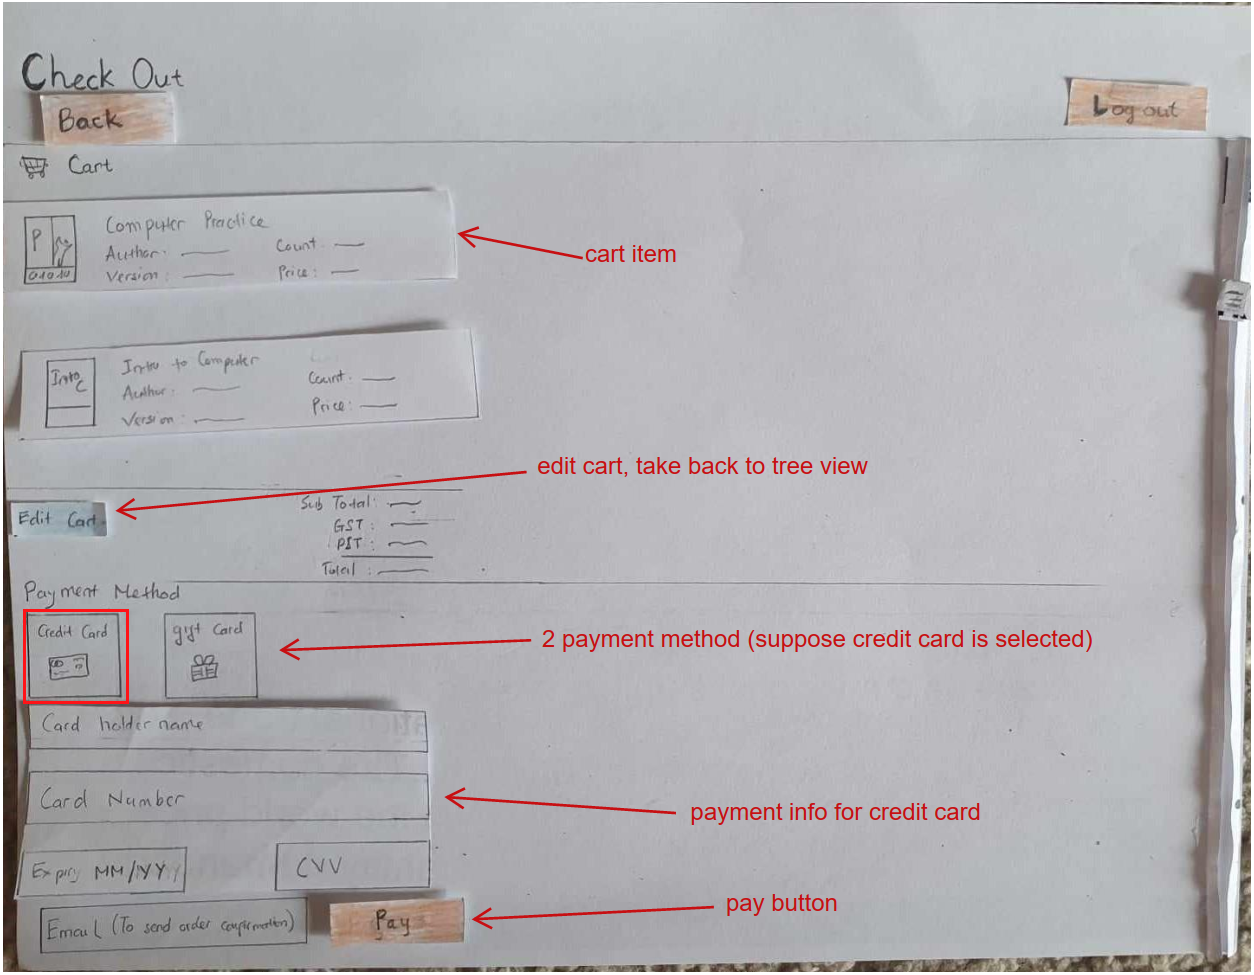 Check Out
Back
Log out
Cart
P
01010
Computer Practice
Author:
Count:
Version:
Price:
cart item
Intro
C
Intro to Computer
Author:
Count:
Version:
Price:
edit cart, take back to tree view
Edit Cart
Sub Total:
GST:
PST:
Total:
Payment Method
Credit Card
gift Card
2 payment method (suppose credit card is selected)
Card holder name
Card Number
payment info for credit card
Expiry MM/YY
CVV
Email (To send order confirmation)
Pay
pay button